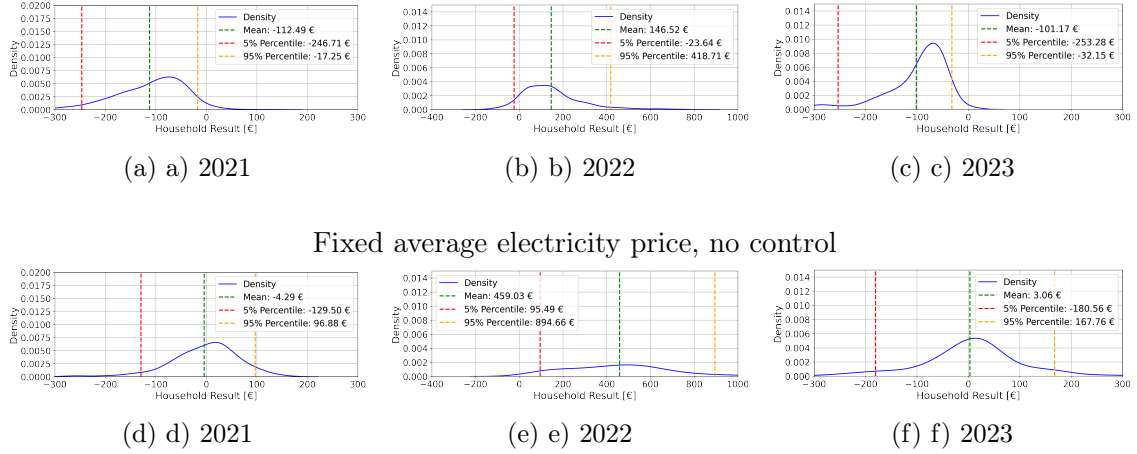 0.0200
0.0175
0.0150
0.0125
0.0100
0.0075
0.0050
0.0025
0.0000
Density
−300 −200 −100 0 100 200 300
Household Result [€]
Density
Mean: -112.49 €
5% Percentile: -246.71 €
95% Percentile: -17.25 €
(a) a) 2021
0.014
0.012
0.010
0.008
0.006
0.004
0.002
0.000
Density
−400 −200 0 200 400 600 800 1000
Household Result [€]
Density
Mean: 146.52 €
5% Percentile: -23.64 €
95% Percentile: 418.71 €
(b) b) 2022
0.014
0.012
0.010
0.008
0.006
0.004
0.002
0.000
Density
−300 −200 −100 0 100 200 300
Household Result [€]
Density
Mean: -101.17 €
5% Percentile: -253.28 €
95% Percentile: -32.15 €
(c) c) 2023
Fixed average electricity price, no control
0.0200
0.0175
0.0150
0.0125
0.0100
0.0075
0.0050
0.0025
0.0000
Density
−300 −200 −100 0 100 200 300
Household Result [€]
Density
Mean: -4.29 €
5% Percentile: -129.50 €
95% Percentile: 96.88 €
(d) d) 2021
0.014
0.012
0.010
0.008
0.006
0.004
0.002
0.000
Density
−400 −200 0 200 400 600 800 1000
Household Result [€]
Density
Mean: 459.03 €
5% Percentile: 95.49 €
95% Percentile: 894.66 €
(e) e) 2022
0.014
0.012
0.010
0.008
0.006
0.004
0.002
0.000
Density
−300 −200 −100 0 100 200 300
Household Result [€]
Density
Mean: 3.06 €
5% Percentile: -180.56 €
95% Percentile: 167.76 €
(f) f) 2023